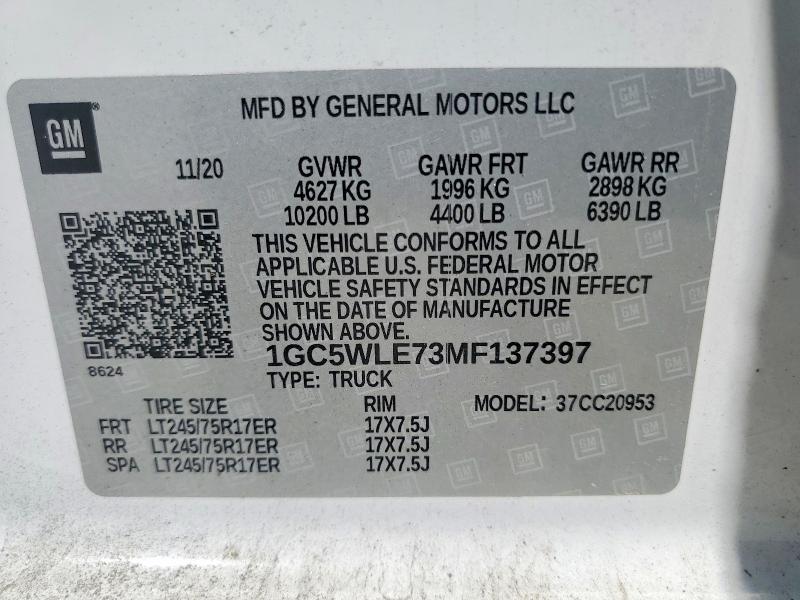 MFD BY GENERAL MOTORS LLC
GM®
11/20 GVWR GAWR FRT GAWR RR
4627 KG 1996 KG 2898 KG
10200 LB 4400 LB 6390 LB
THIS VEHICLE CONFORMS TO ALL
APPLICABLE U.S. FEDERAL MOTOR
VEHICLE SAFETY STANDARDS IN EFFECT
ON THE DATE OF MANUFACTURE
SHOWN ABOVE.
1GC5WLE73MF137397
8624
TYPE: TRUCK
TIRE SIZE RIM MODEL: 37CC20953
FRT LT245/75R17ER 17X7.5J
RR LT245/75R17ER 17X7.5J
SPA LT245/75R17ER 17X7.5J